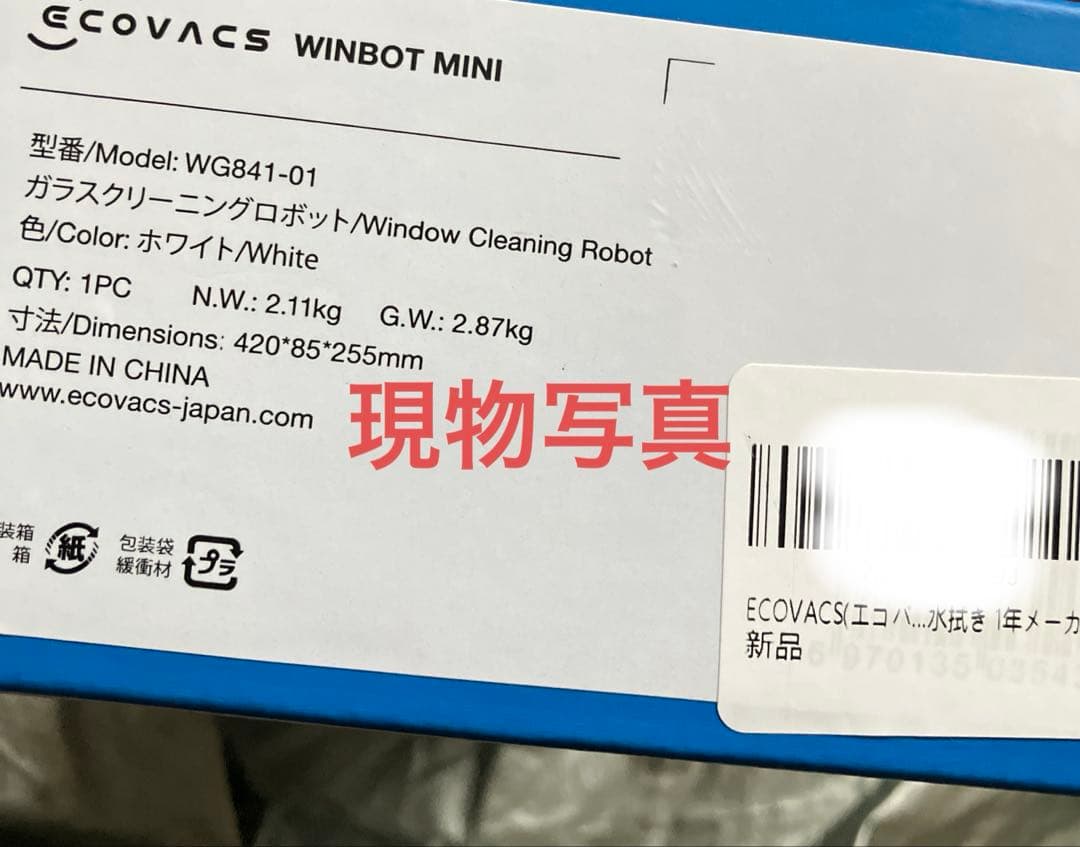 ECOVACS WINBOT MINI
型番/Model: WG841-01
ガラスクリーニングロボット/Window Cleaning Robot
色/Color: ホワイト/White
QTY: 1PC N.W.: 2.11kg G.W.: 2.87kg
寸法/Dimensions: 420*85*255mm
MADE IN CHINA
www.ecovacs-japan.com
現物写真
装箱
箱
紙
包装袋
緩衝材
プラ
ECOVACS(エコバ...水拭き 1年メーカ
新品
6 970135 0354